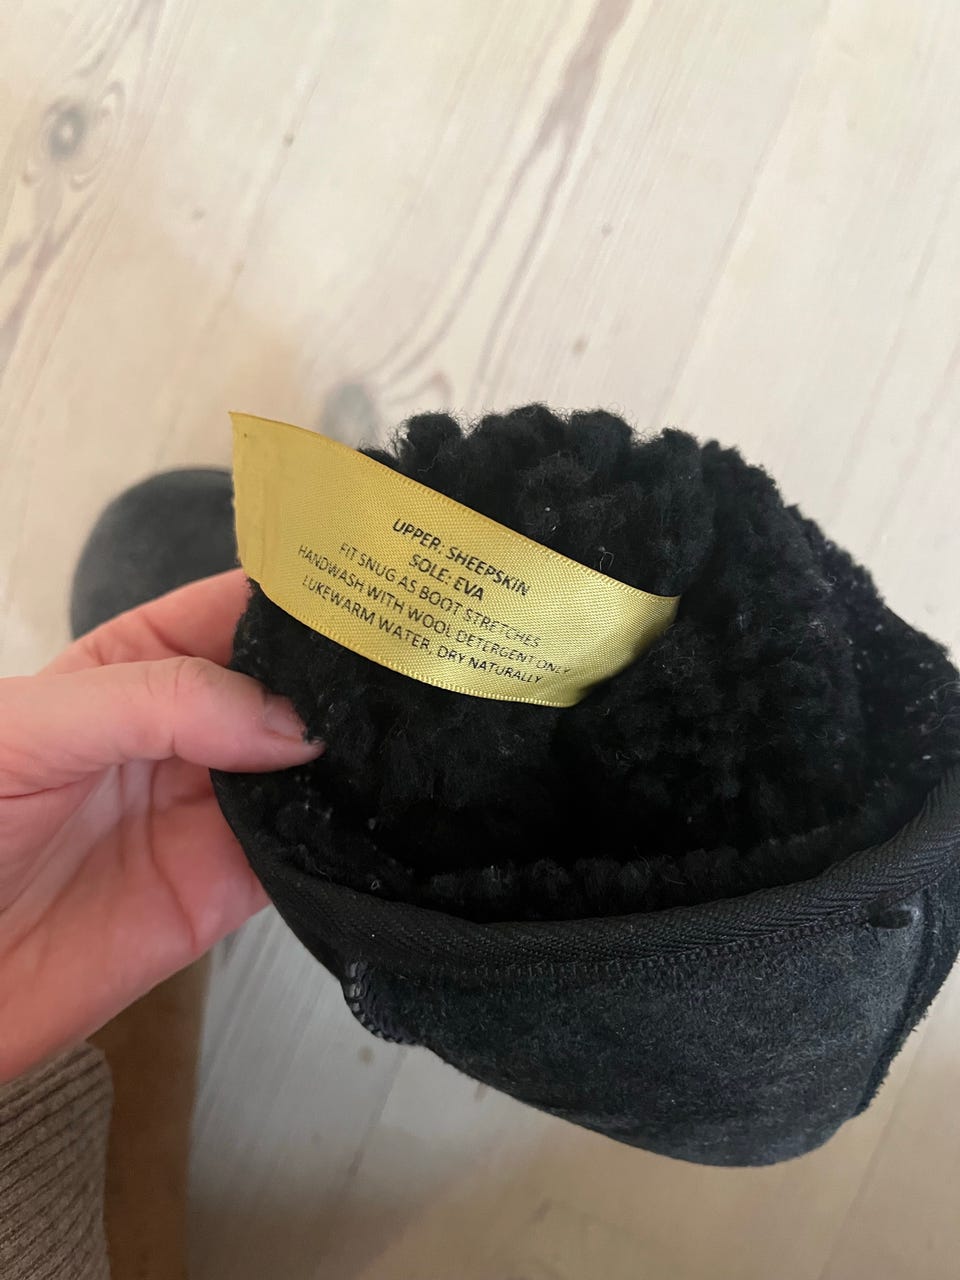 UPPER: SHEEPSKIN
SOLE: EVA
FIT SNUG AS BOOT STRETCHES
HANDWASH WITH WOOL DETERGENT ONLY
LUKEWARM WATER, DRY NATURALLY